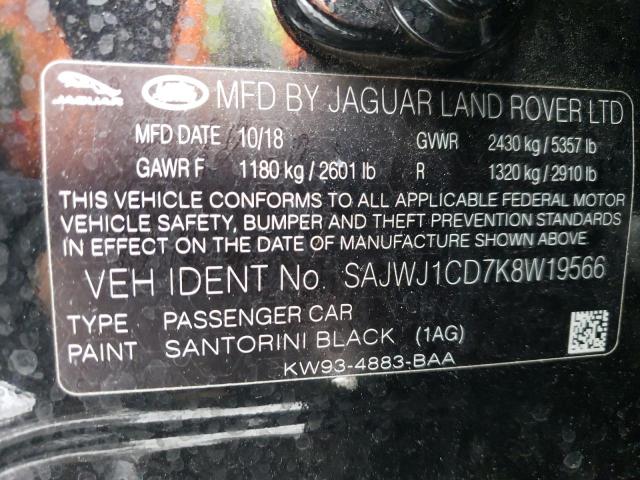 JAGUAR LAND ROVER MFD BY JAGUAR LAND ROVER LTD
MFD DATE 10/18 GVWR 2430 kg / 5357 lb
GAWR F 1180 kg / 2601 lb R 1320 kg / 2910 lb
THIS VEHICLE CONFORMS TO ALL APPLICABLE FEDERAL MOTOR
VEHICLE SAFETY, BUMPER AND THEFT PREVENTION STANDARDS
IN EFFECT ON THE DATE OF MANUFACTURE SHOWN ABOVE
VEH IDENT No. SAJWJ1CD7K8W19566
TYPE PASSENGER CAR
PAINT SANTORINI BLACK (1AG)
KW93-4883-BAA